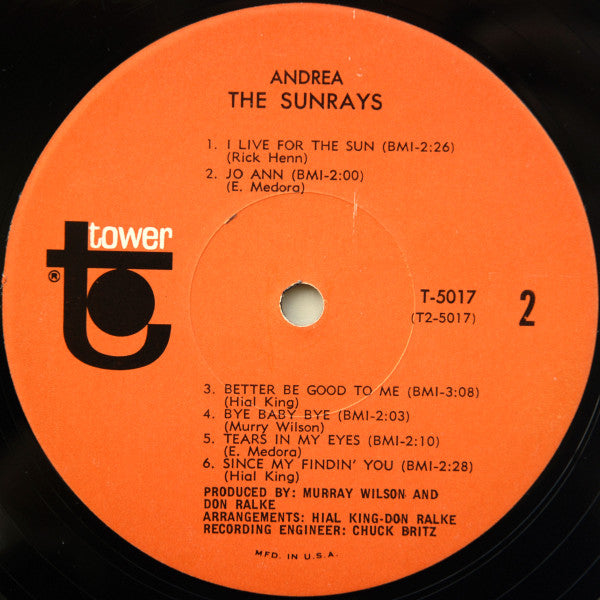 ANDREA
THE SUNRAYS
1. I LIVE FOR THE SUN (BMI-2:26)
(Rick Henn)
2. JO ANN (BMI-2:00)
(E. Medora)
tower
®
T-5017
(T2-5017)
2
3. BETTER BE GOOD TO ME (BMI-3:08)
(Hial King)
4. BYE BABY BYE (BMI-2:03)
(Murry Wilson)
5. TEARS IN MY EYES (BMI-2:10)
(E. Medora)
6. SINCE MY FINDIN' YOU (BMI-2:28)
(Hial King)
PRODUCED BY: MURRAY WILSON AND
DON RALKE
ARRANGEMENTS: HIAL KING-DON RALKE
RECORDING ENGINEER: CHUCK BRITZ
MFD. IN U.S.A.